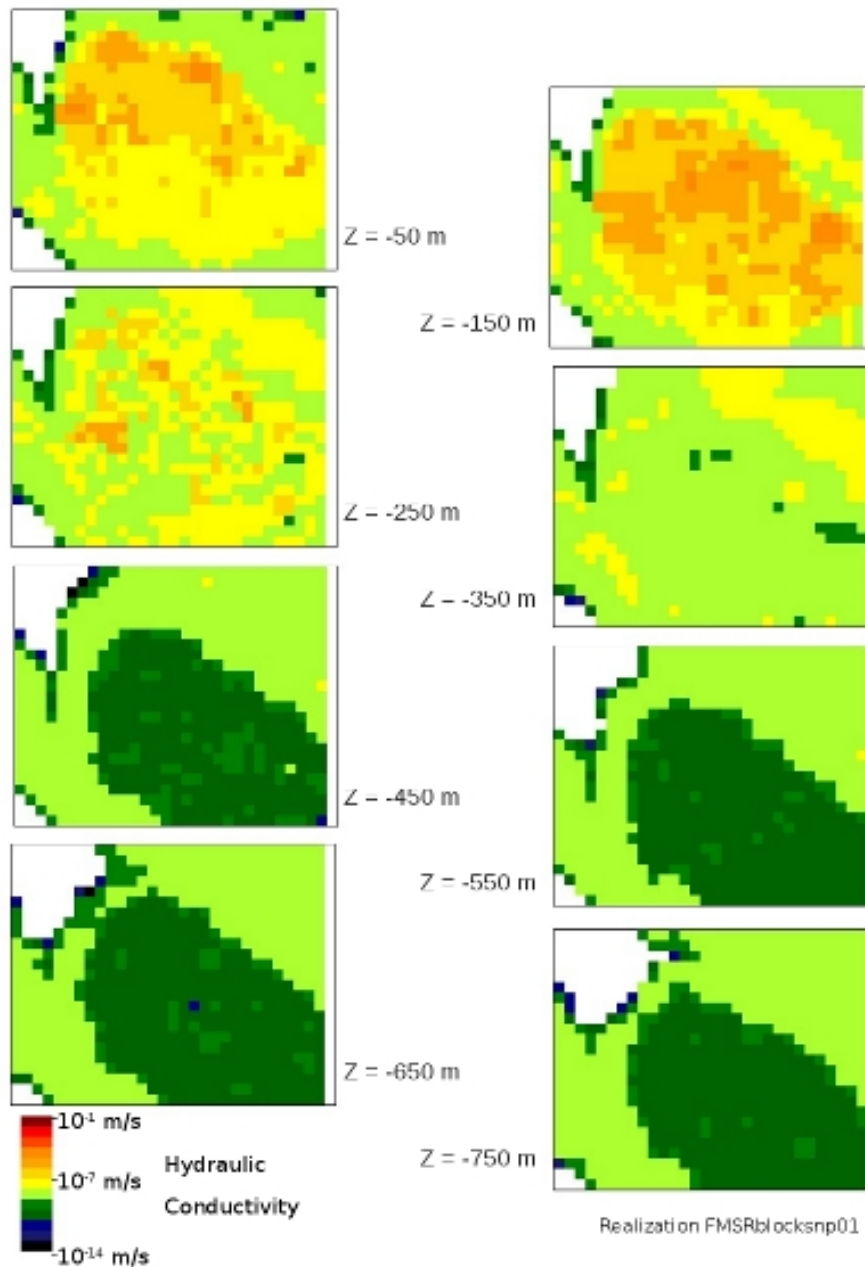 Z = -50 m
Z = -150 m
Z = -250 m
Z = -350 m
Z = -450 m
Z = -550 m
Z = -650 m
Z = -750 m
10⁻¹ m/s
10⁻⁷ m/s
10⁻¹⁴ m/s
Hydraulic
Conductivity
Realization FMSRblocksnp01